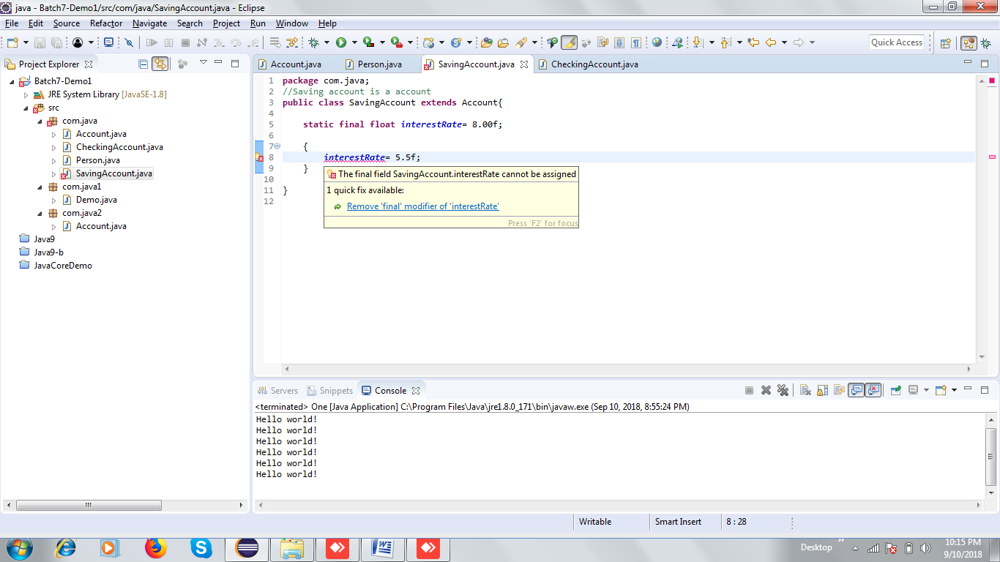 java - Batch7-Demo1/src/com/java/SavingAccount.java - Eclipse
File Edit Source Refactor Navigate Search Project Run Window Help
Quick Access
Project Explorer
Batch7-Demo1
JRE System Library [JavaSE-1.8]
src
com.java
Account.java
CheckingAccount.java
Person.java
SavingAccount.java
com.java1
Demo.java
com.java2
Account.java
Java9
Java9-b
JavaCoreDemo
Account.java Person.java SavingAccount.java CheckingAccount.java
1 package com.java;
2 //Saving account is a account
3 public class SavingAccount extends Account{
4
5 static final float interestRate= 8.00f;
6
7 {
8 interestRate= 5.5f;
9 }
10
11 }
12
The final field SavingAccount.interestRate cannot be assigned
1 quick fix available:
Remove 'final' modifier of 'interestRate'
Press 'F2' for focus
Servers Snippets Console
<terminated> One [Java Application] C:\Program Files\Java\jre1.8.0_171\bin\javaw.exe (Sep 10, 2018, 8:55:24 PM)
Hello world!
Hello world!
Hello world!
Hello world!
Hello world!
Hello world!
Writable Smart Insert 8 : 28
Desktop
10:15 PM
9/10/2018